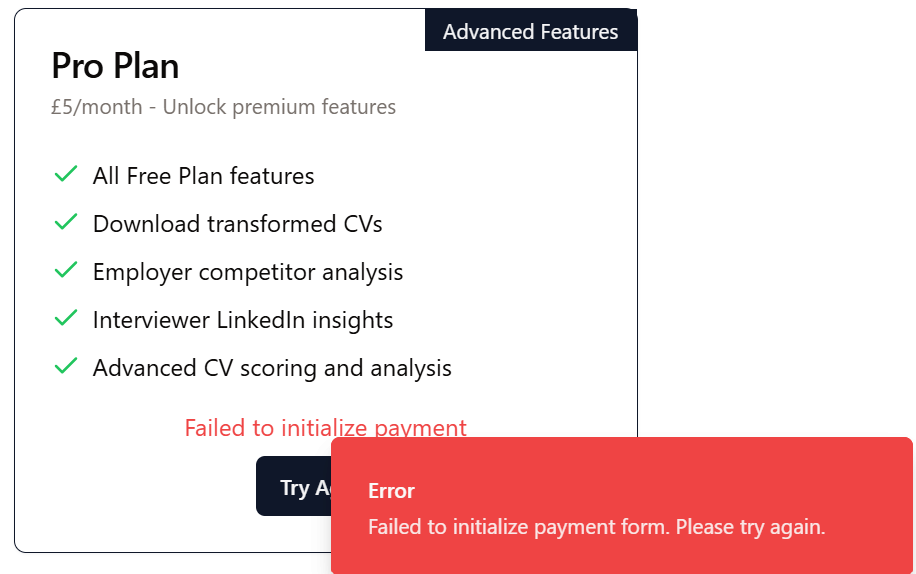 Advanced Features
Pro Plan
£5/month - Unlock premium features
All Free Plan features
Download transformed CVs
Employer competitor analysis
Interviewer LinkedIn insights
Advanced CV scoring and analysis
Failed to initialize payment
Try
Error
Failed to initialize payment form. Please try again.